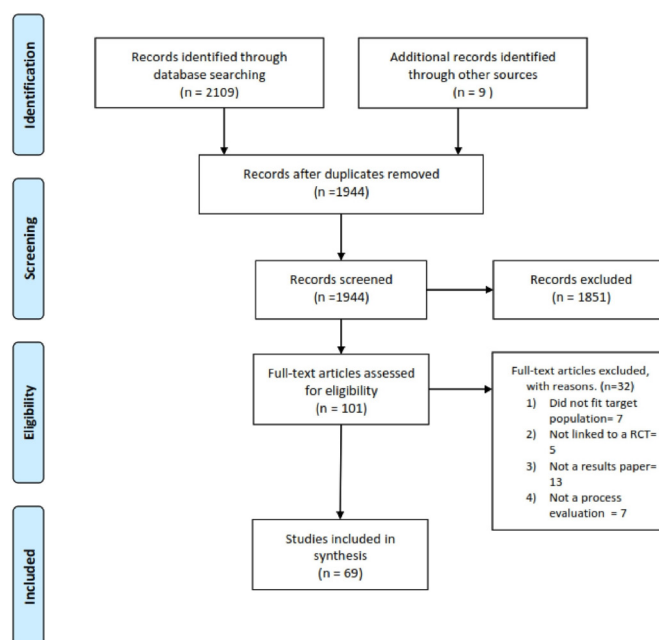 Identification
Records identified through
database searching
(n = 2109)
Additional records identified
through other sources
(n = 9 )
Records after duplicates removed
(n =1944)
Screening
Records screened
(n =1944)
Records excluded
(n = 1851)
Eligibility
Full-text articles assessed
for eligibility
(n = 101)
Full-text articles excluded,
with reasons. (n=32)
1) Did not fit target
population= 7
2) Not linked to a RCT=
5
3) Not a results paper=
13
4) Not a process
evaluation = 7
Included
Studies included in
synthesis
(n = 69)